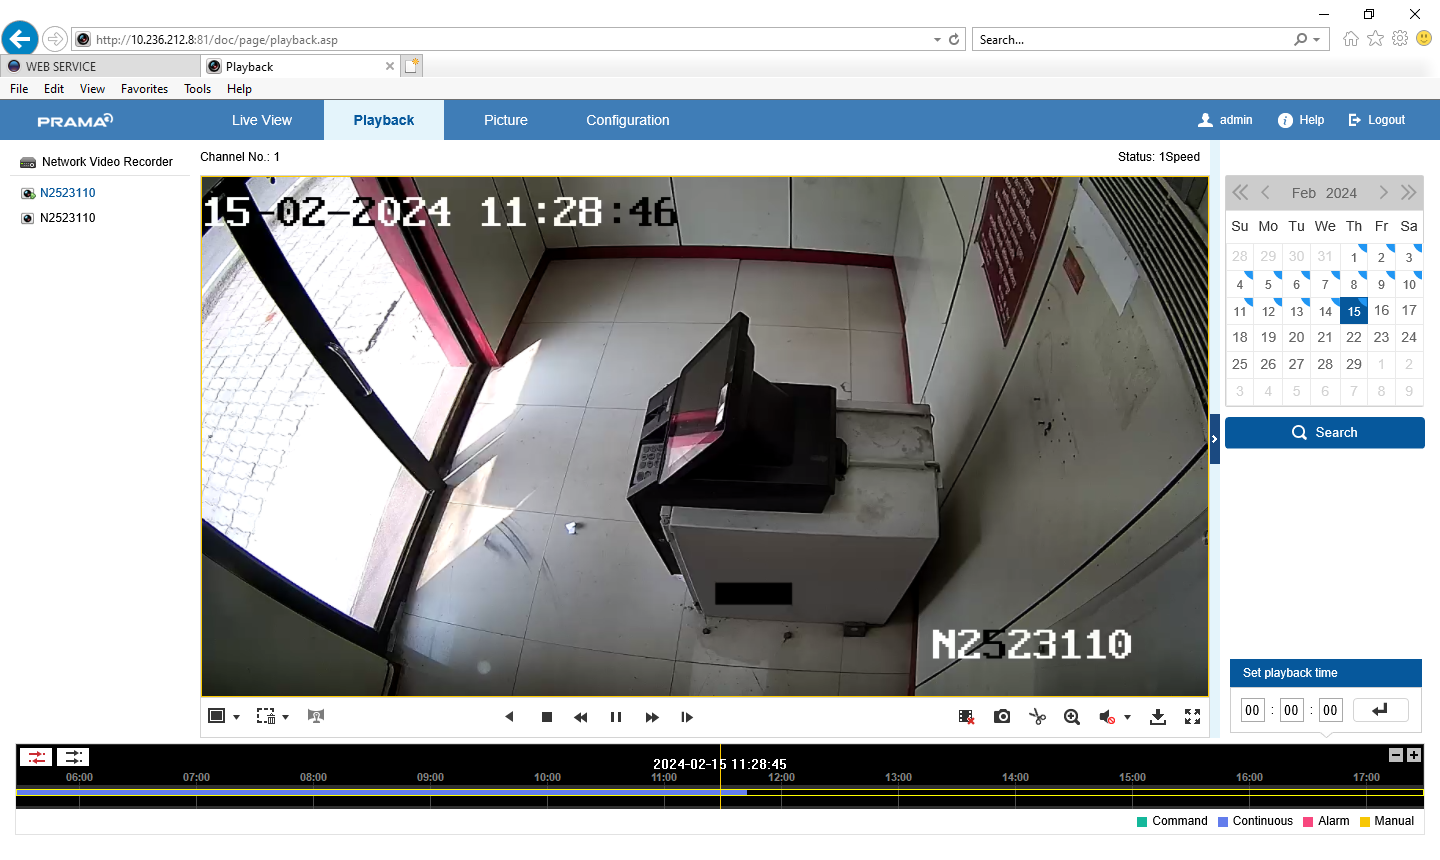 http://10.236.212.8:81/doc/page/playback.asp
Search...
WEB SERVICE
Playback
File Edit View Favorites Tools Help
PRAMA
Live View Playback Picture Configuration
admin Help Logout
Network Video Recorder
N2523110
N2523110
Channel No.: 1
Status: 1Speed
15-02-2024 11:28:46
N2523110
Feb 2024
Su Mo Tu We Th Fr Sa
28 29 30 31 1 2 3
4 5 6 7 8 9 10
11 12 13 14 15 16 17
18 19 20 21 22 23 24
25 26 27 28 29 1 2
3 4 5 6 7 8 9
Search
Set playback time
00 : 00 : 00
2024-02-15 11:28:45
06:00 07:00 08:00 09:00 10:00 11:00 12:00 13:00 14:00 15:00 16:00 17:00
Command Continuous Alarm Manual